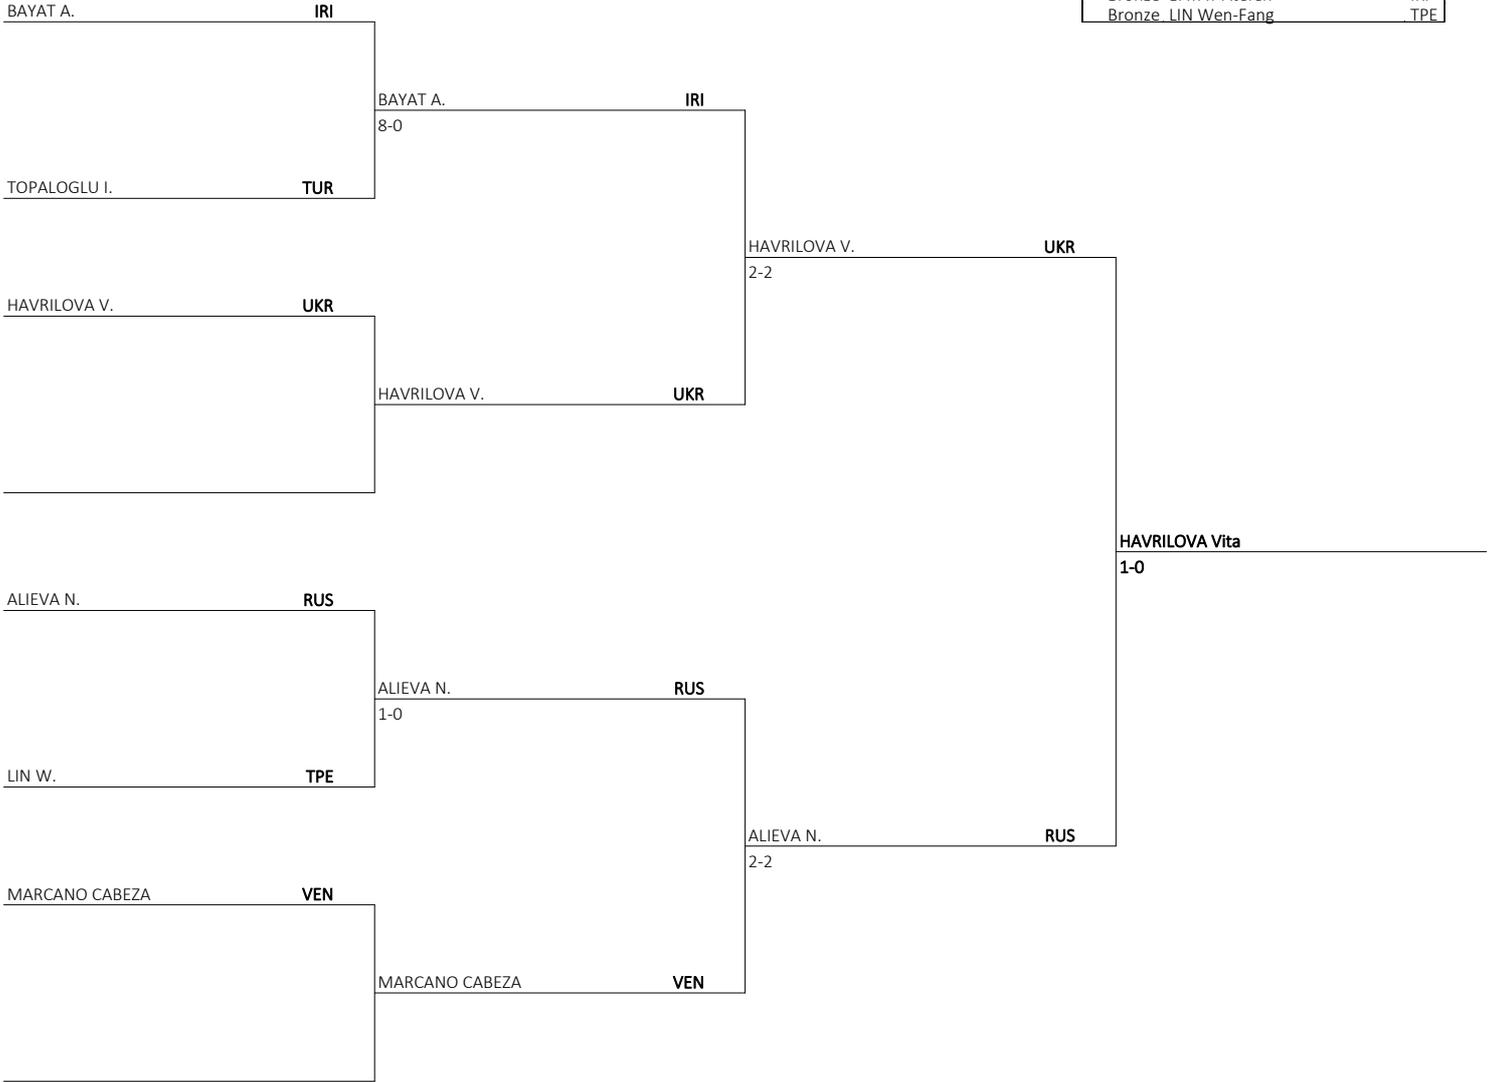 BAYAT A. IRI
Bronze LIN Wen-Fang TPE
BAYAT A. IRI
8-0
TOPALOGLU I. TUR
HAVRILOVA V. UKR
2-2
HAVRILOVA V. UKR
HAVRILOVA V. UKR
HAVRILOVA Vita
1-0
ALIEVA N. RUS
ALIEVA N. RUS
1-0
LIN W. TPE
ALIEVA N. RUS
2-2
MARCANO CABEZA VEN
MARCANO CABEZA VEN